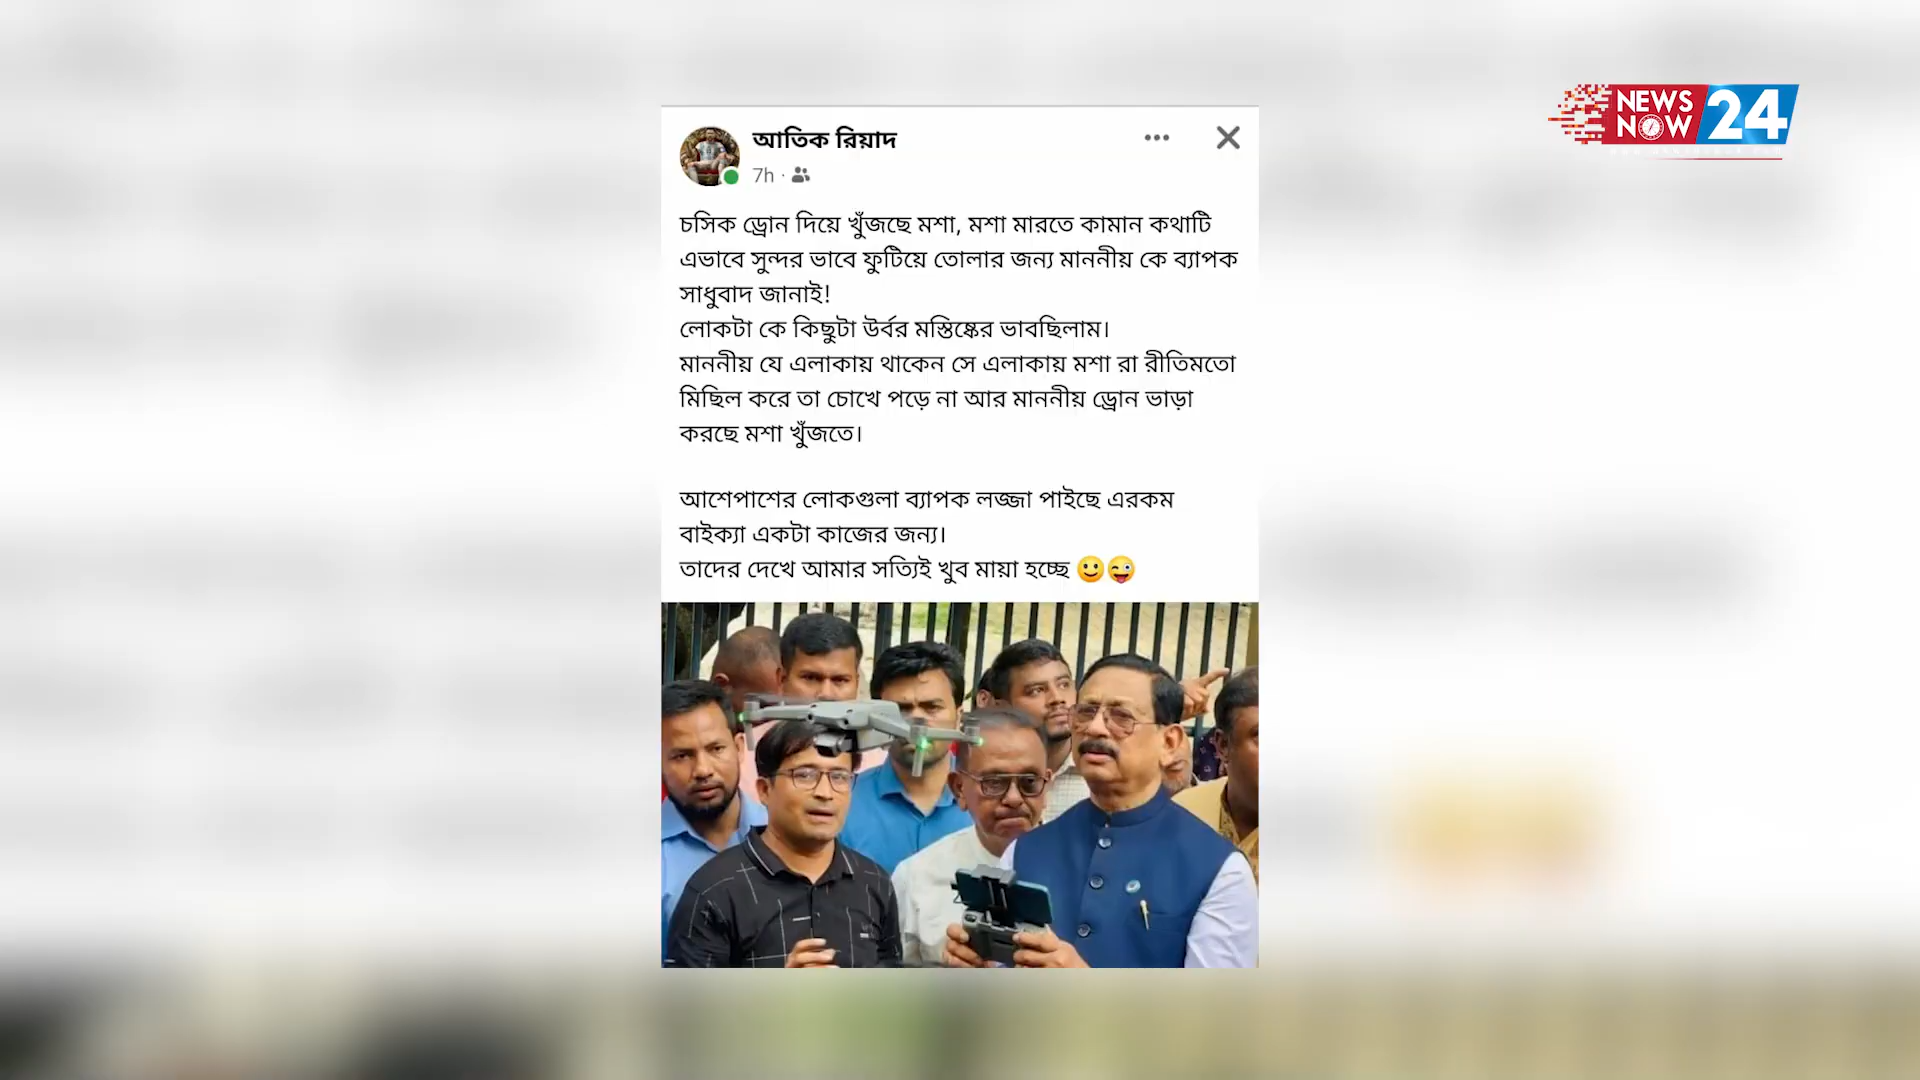 NEWS
NOW 24
আতিক রিয়াদ
7h ·
চসিক ড্রোন দিয়ে খুঁজছে মশা, মশা মারতে কামান কথাটি
এভাবে সুন্দর ভাবে ফুটিয়ে তোলার জন্য মাননীয় কে ব্যাপক
সাধুবাদ জানাই!
লোকটা কে কিছুটা উর্বর মস্তিষ্কের ভাবছিলাম।
মাননীয় যে এলাকায় থাকেন সে এলাকায় মশা রা রীতিমতো
মিছিল করে তা চোখে পড়ে না আর মাননীয় ড্রোন ভাড়া
করছে মশা খুঁজতে।
আশেপাশের লোকগুলা ব্যাপক লজ্জা পাইছে এরকম
বাইক্যা একটা কাজের জন্য।
তাদের দেখে আমার সত্যিই খুব মায়া হচ্ছে 🙂😜